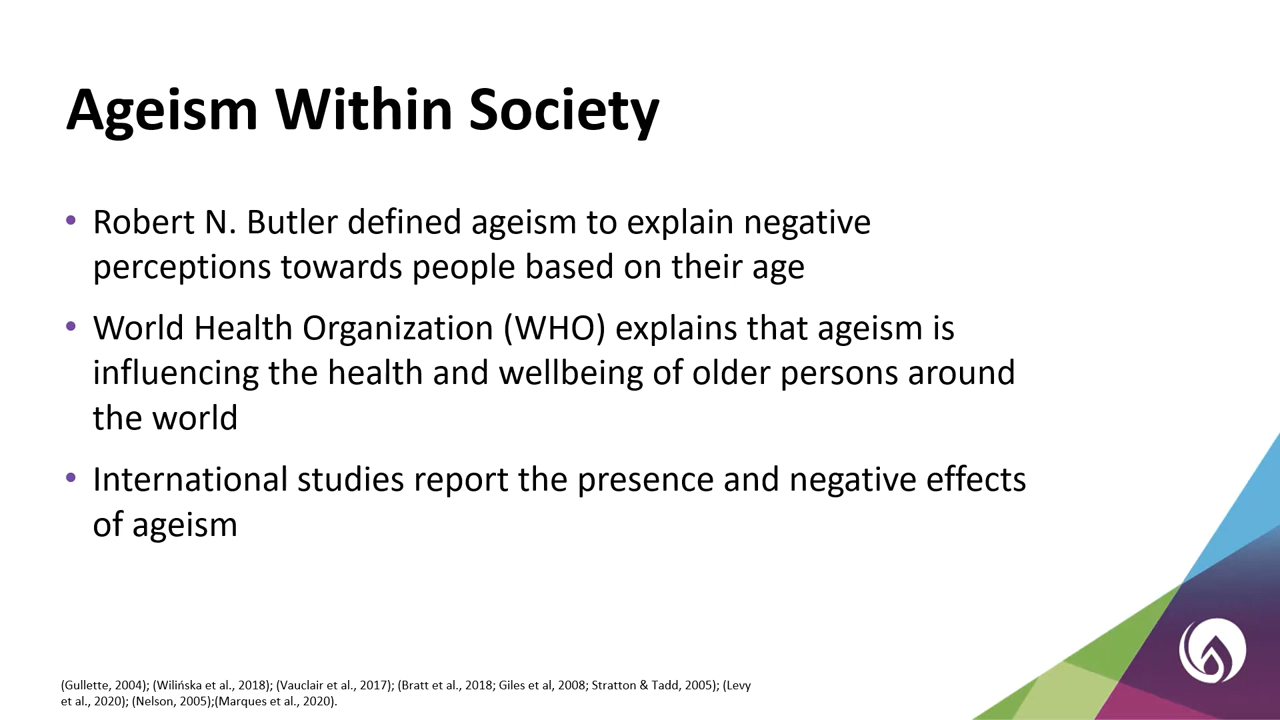 Ageism Within Society
• Robert N. Butler defined ageism to explain negative
perceptions towards people based on their age
• World Health Organization (WHO) explains that ageism is
influencing the health and wellbeing of older persons around
the world
• International studies report the presence and negative effects
of ageism
(Gullette, 2004); (Wilińska et al., 2018); (Vauclair et al., 2017); (Bratt et al., 2018; Giles et al, 2008; Stratton & Tadd, 2005); (Levy
et al., 2020); (Nelson, 2005);(Marques et al., 2020).